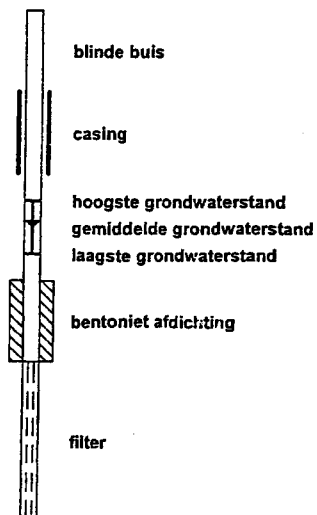 blinde buis
casing
hoogste grondwaterstand
gemiddelde grondwaterstand
laagste grondwaterstand
bentoniet afdichting
filter